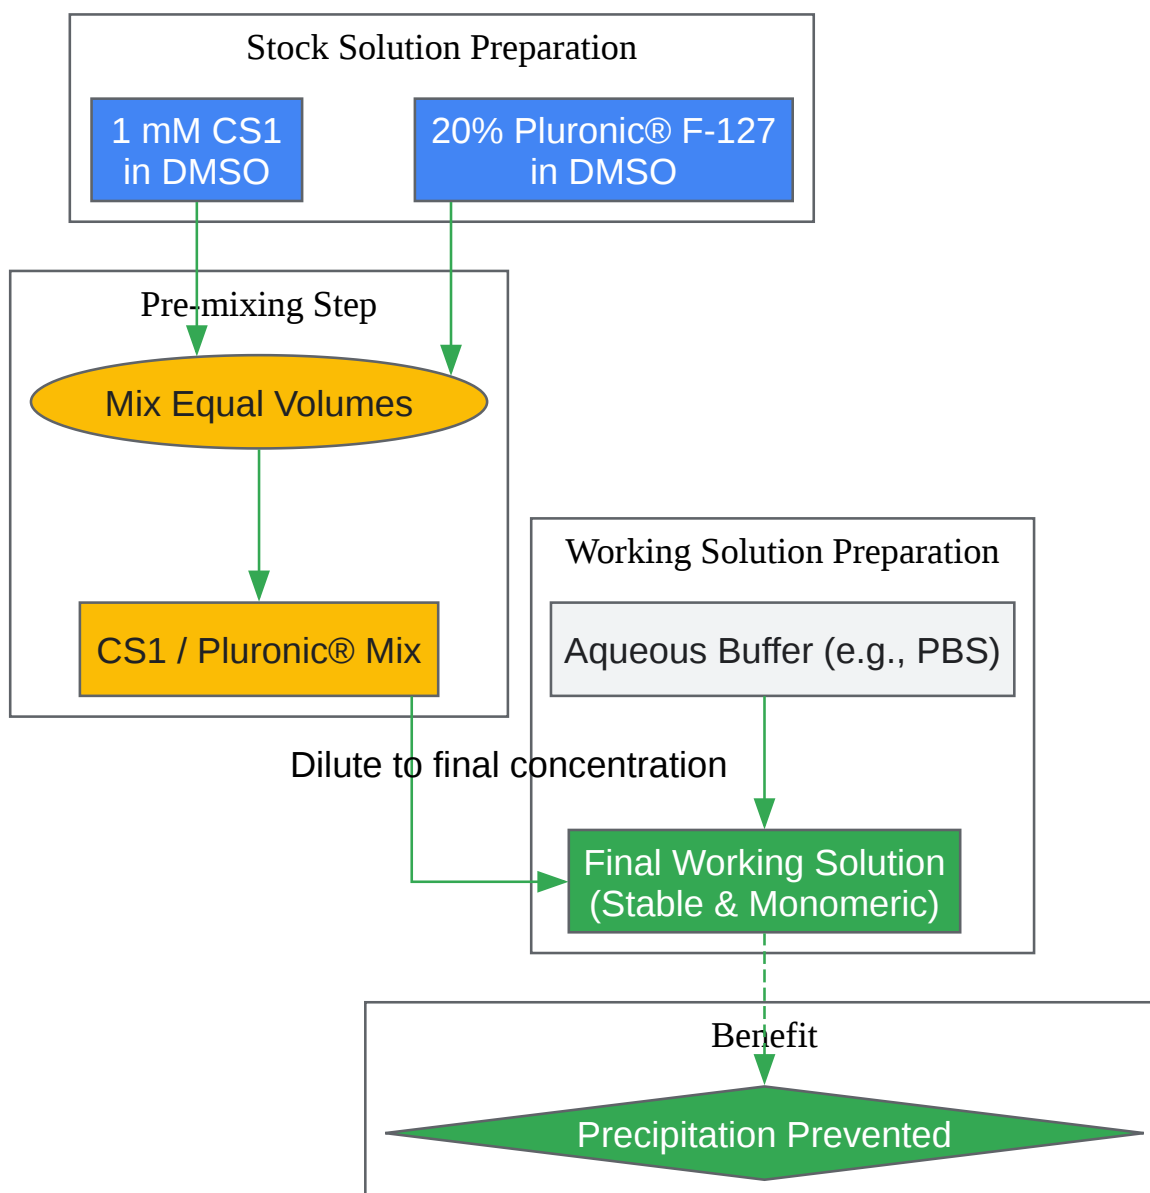 Stock Solution Preparation
1 mM CS1
in DMSO
20% Pluronic® F-127
in DMSO
Pre-mixing Step
Mix Equal Volumes
CS1 / Pluronic® Mix
Working Solution Preparation
Aqueous Buffer (e.g., PBS)
Dilute to final concentration
Final Working Solution
(Stable & Monomeric)
Benefit
Precipitation Prevented